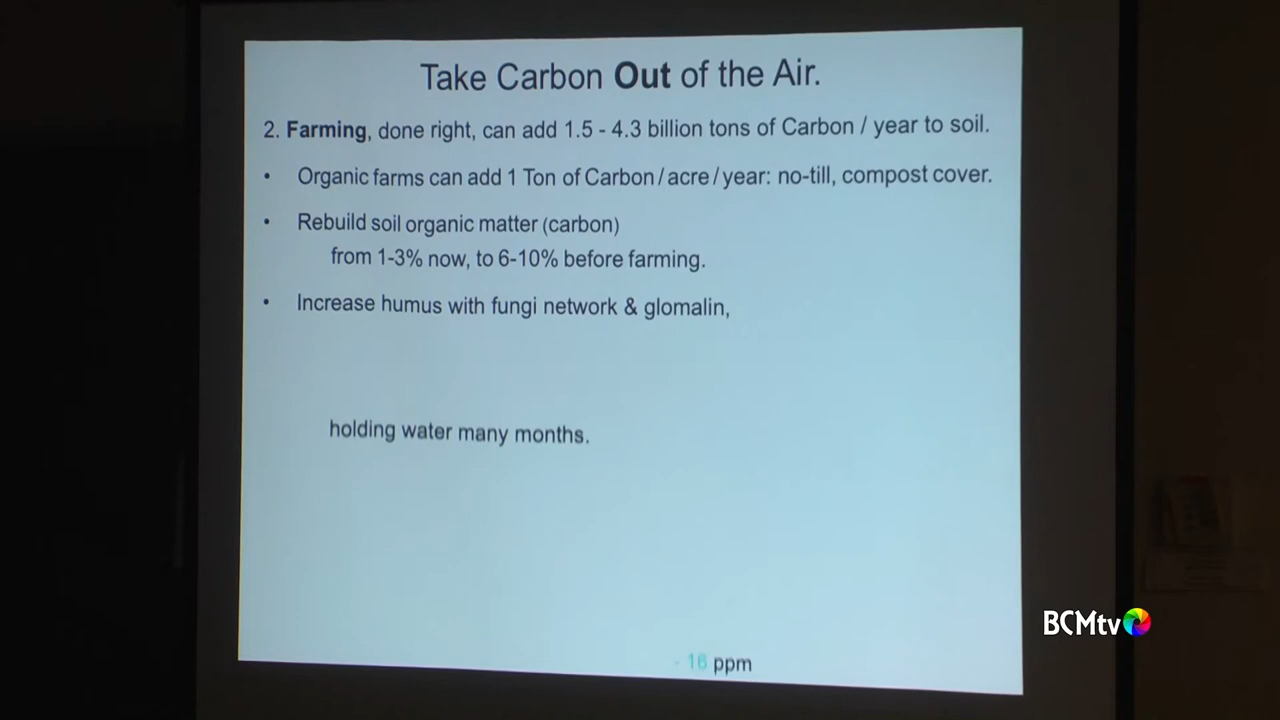 Take Carbon Out of the Air.
2. Farming, done right, can add 1.5 - 4.3 billion tons of Carbon / year to soil.
• Organic farms can add 1 Ton of Carbon / acre / year: no-till, compost cover.
• Rebuild soil organic matter (carbon)
from 1-3% now, to 6-10% before farming.
• Increase humus with fungi network & glomalin,
holding water many months.
- 16 ppm
BCMtv